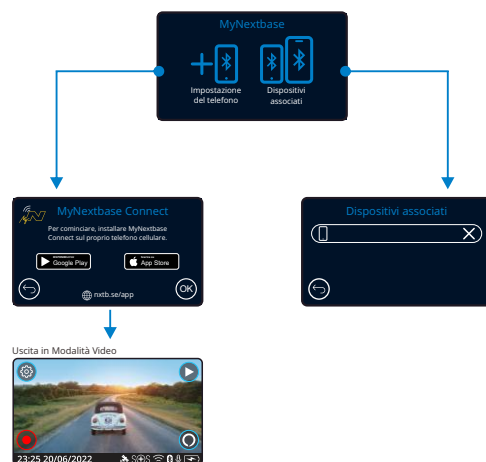 MyNextbase
Impostazione
del telefono
Dispositivi
associati
MyNextbase Connect
Per cominciare, installare MyNextbase
Connect sul proprio telefono cellulare.
Google Play
App Store
nxtb.se/app
OK
Dispositivi associati
Uscita in Modalità Video
23:25 20/06/2022
SOS